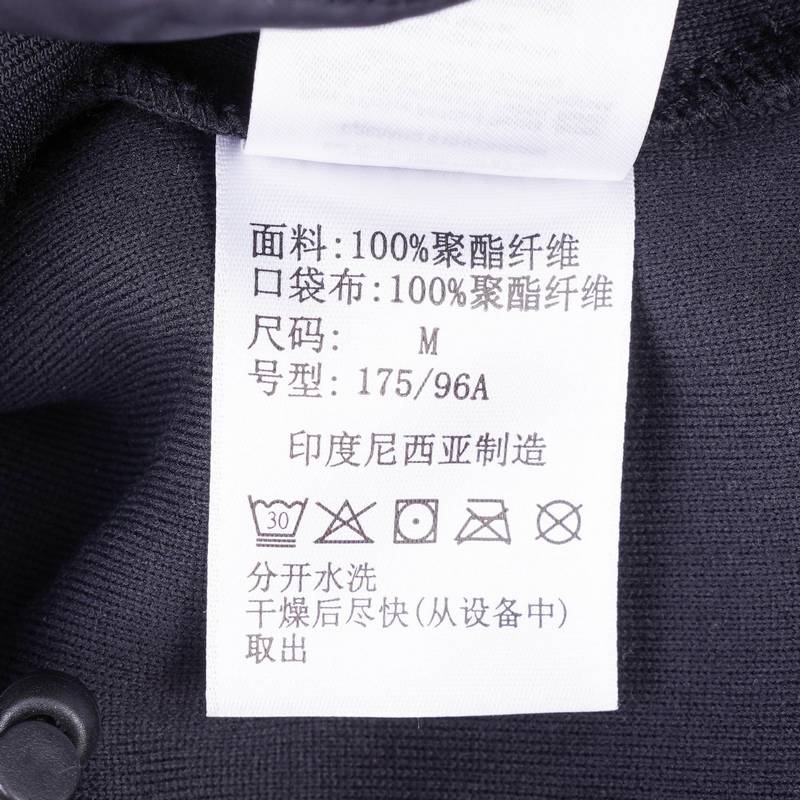 面料:100%聚酯纤维
口袋布:100%聚酯纤维
尺码: M
号型: 175/96A
印度尼西亚制造
30
分开水洗
干燥后尽快(从设备中)
取出